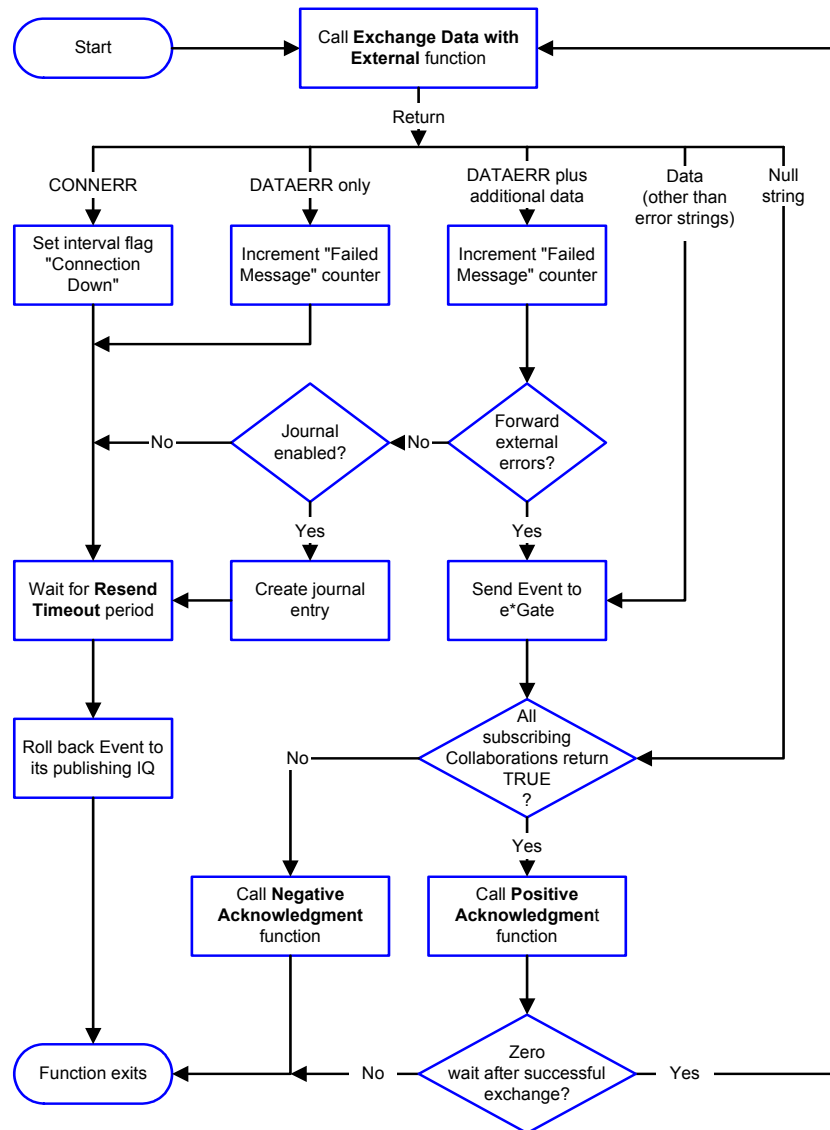 Start
Call Exchange Data with
External function
Return
CONNERR
DATAERR only
DATAERR plus
additional data
Data
(other than
error strings)
Null
string
Set interval flag
"Connection
Down"
Increment "Failed
Message" counter
Increment "Failed
Message" counter
No
Journal
enabled?
No
Forward
external
errors?
Yes
Yes
Wait for Resend
Timeout period
Create journal
entry
Send Event to
e*Gate
Roll back Event to
its publishing IQ
No
All
subscribing
Collaborations return
TRUE
?
Yes
Call Negative
Acknowledgment
function
Call Positive
Acknowledgment
function
Function exits
No
Zero
wait after successful
exchange?
Yes